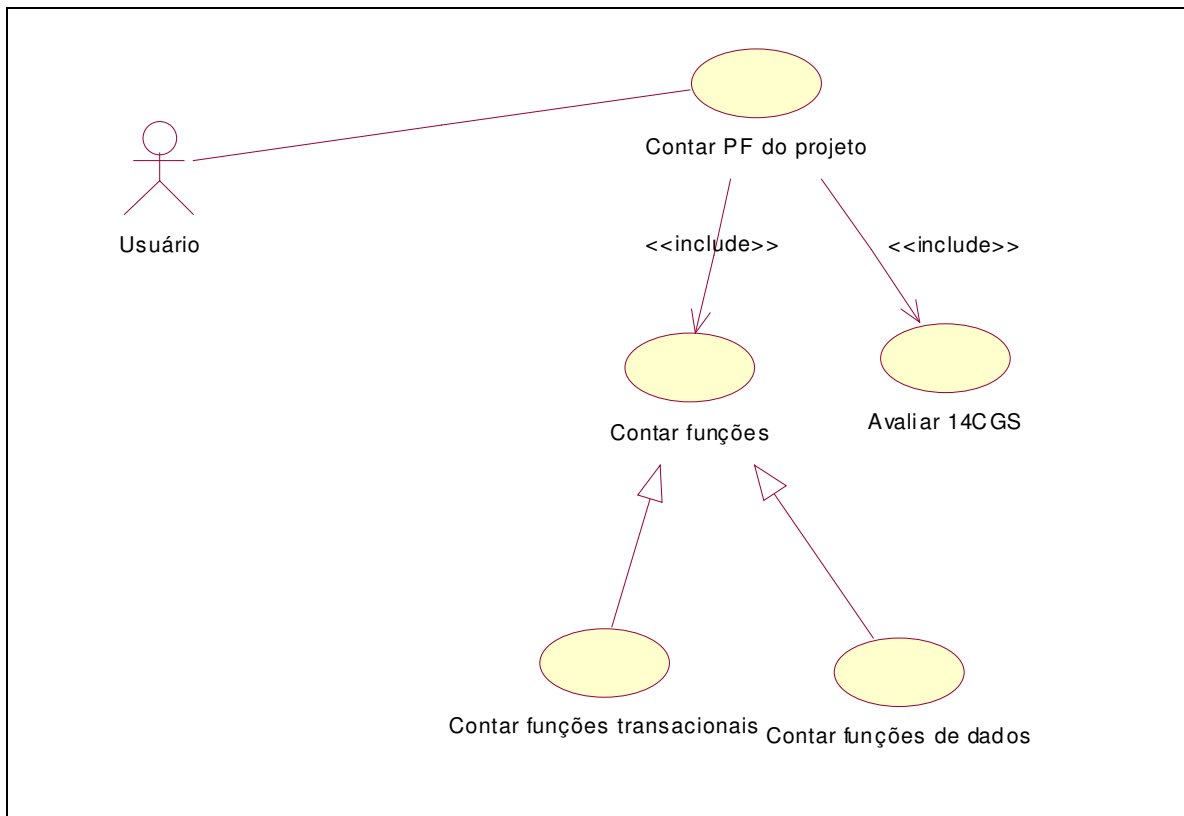 Contar PF do projeto
Usuário
<<include>>
<<include>>
Contar funções
Avaliar 14CGS
Contar funções transacionais
Contar funções de dados